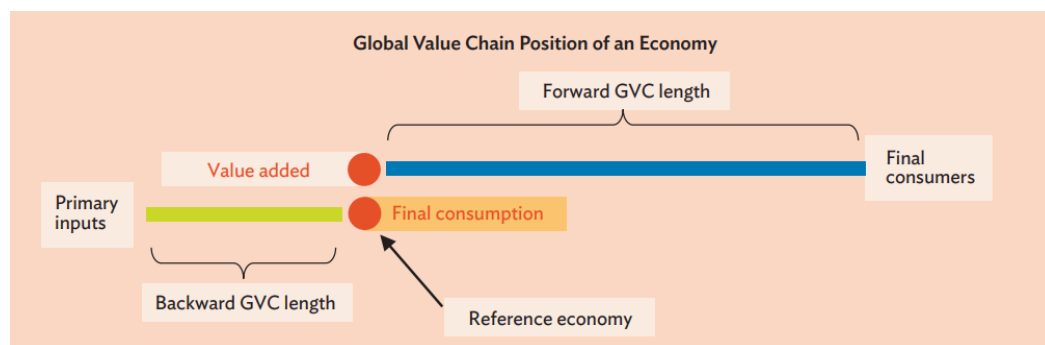 Global Value Chain Position of an Economy
Forward GVC length
Value added
Final
consumers
Primary
inputs
Final consumption
Backward GVC length
Reference economy